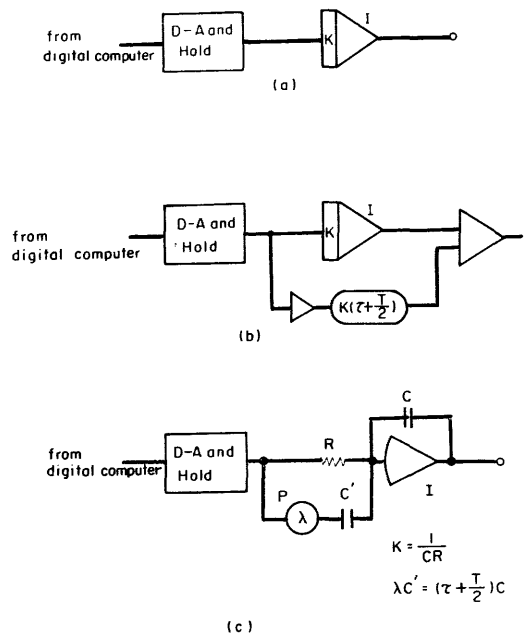 from
digital computer
D-A and
Hold
K
I
(a)
from
digital computer
D-A and
Hold
K
I
K(τ+T/2)
(b)
from
digital computer
D-A and
Hold
R
P
λ
C'
C
I
K = 1/CR
λC' = (τ+T/2)C
(c)